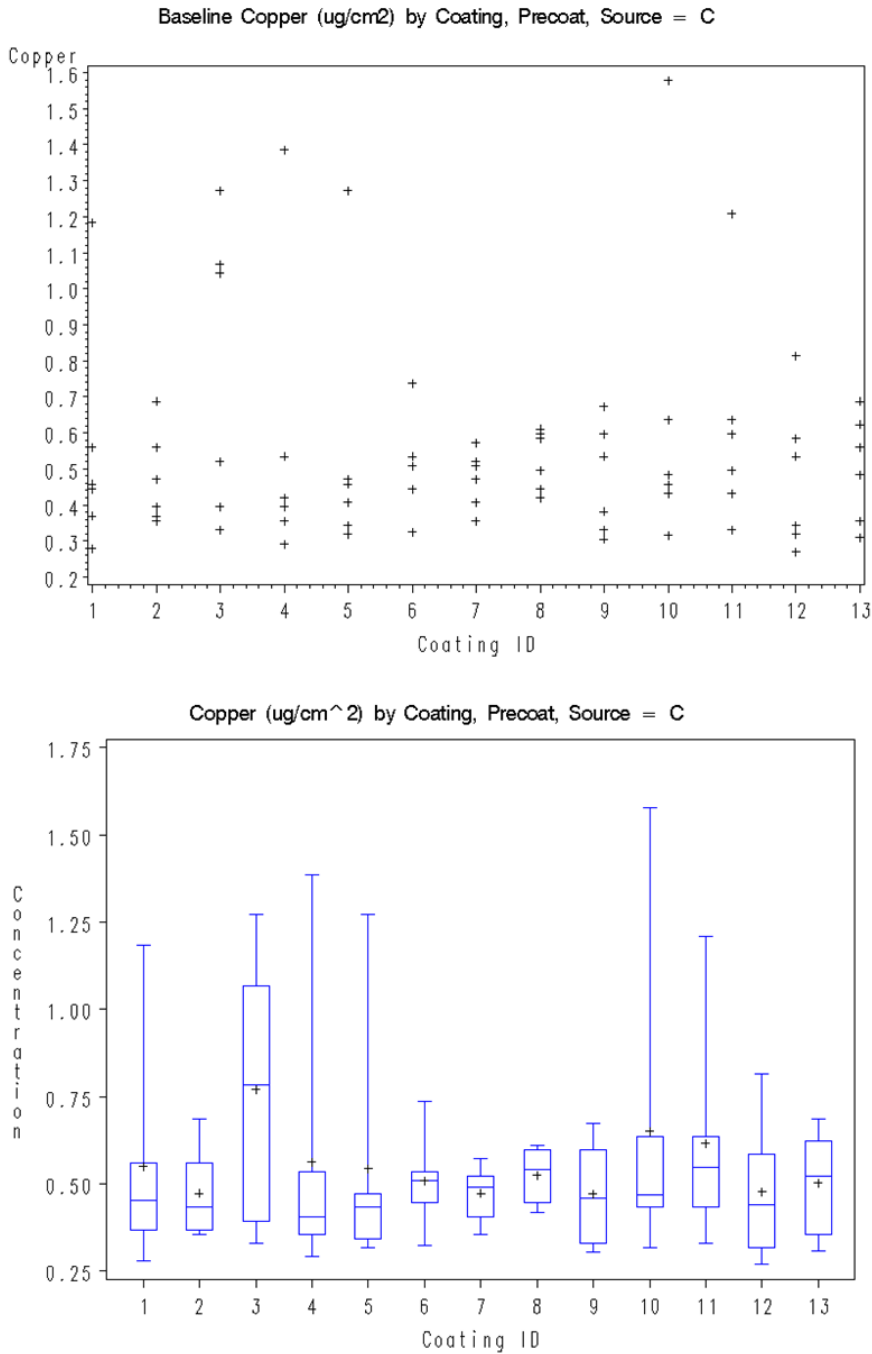 Baseline Copper (ug/cm2) by Coating, Precoat, Source = C
Copper
1.6
1.5
1.4
1.3
1.2
1.1
1.0
0.9
0.8
0.7
0.6
0.5
0.4
0.3
0.2
1 2 3 4 5 6 7 8 9 10 11 12 13
Coating ID
Copper (ug/cm^2) by Coating, Precoat, Source = C
Concentration
1.75
1.50
1.25
1.00
0.75
0.50
0.25
1 2 3 4 5 6 7 8 9 10 11 12 13
Coating ID